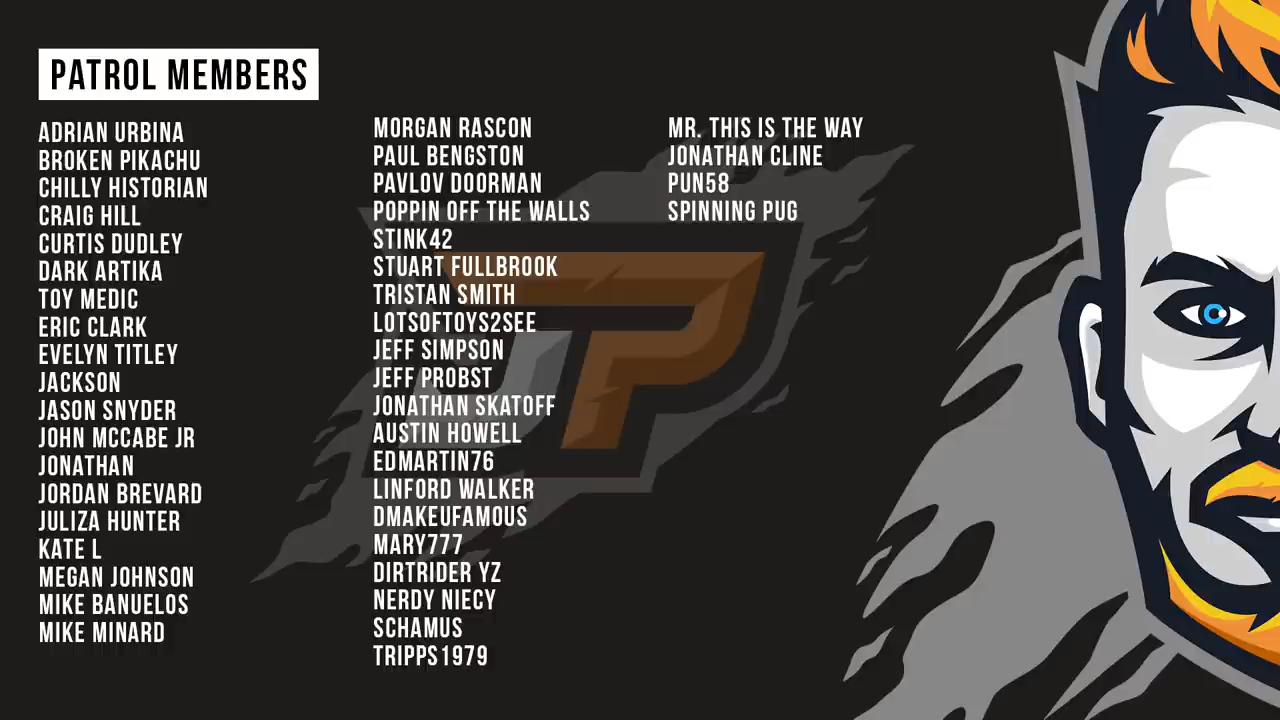 PATROL MEMBERS
ADRIAN URBINA
BROKEN PIKACHU
CHILLY HISTORIAN
CRAIG HILL
CURTIS DUDLEY
DARK ARTIKA
TOY MEDIC
ERIC CLARK
EVELYN TITLEY
JACKSON
JASON SNYDER
JOHN MCCABE JR
JONATHAN
JORDAN BREVARD
JULIZA HUNTER
KATE L
MEGAN JOHNSON
MIKE BANUELOS
MIKE MINARD
MORGAN RASCON
PAUL BENGSTON
PAVLOV DOORMAN
POPPIN OFF THE WALLS
STINK42
STUART FULLBROOK
TRISTAN SMITH
LOTSOFTOYS2SEE
JEFF SIMPSON
JEFF PROBST
JONATHAN SKATOFF
AUSTIN HOWELL
EDMARTIN76
LINFORD WALKER
DMAKEUFAMOUS
MARY777
DIRTRIDER YZ
NERDY NIECY
SCHAMUS
TRIPPS1979
MR. THIS IS THE WAY
JONATHAN CLINE
PUN58
SPINNING PUG
JP